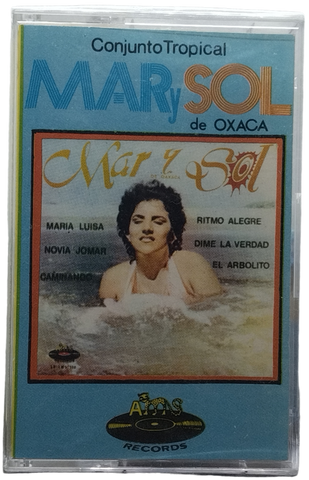 Conjunto Tropical
MAR y SOL
de OXACA
Mar y Sol
MARIA LUISA
RITMO ALEGRE
NOVIA JOMAR
DIME LA VERDAD
EL ARBOLITO
RECORDS